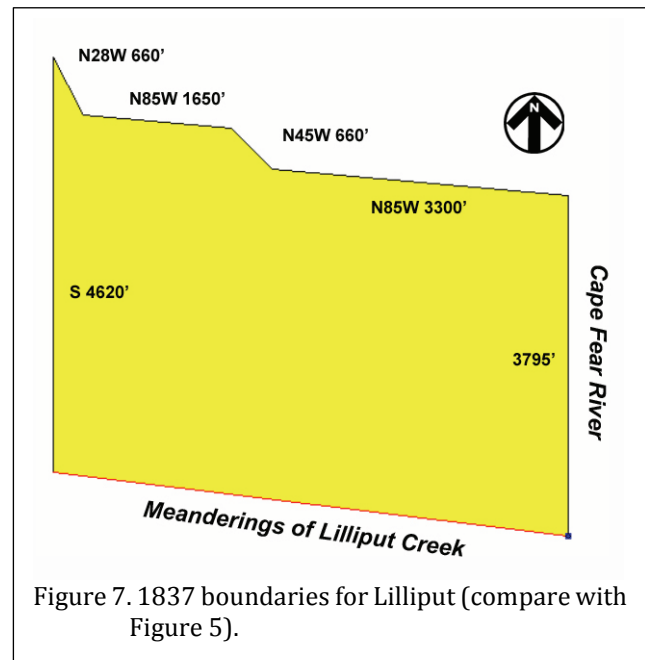 N28W 660’
N85W 1650’
N
N45W 660’
N85W 3300’
S 4620’
Cape Fear River
3795’
Meanderings of Lilliput Creek
Figure 7. 1837 boundaries for Lilliput (compare with
Figure 5).